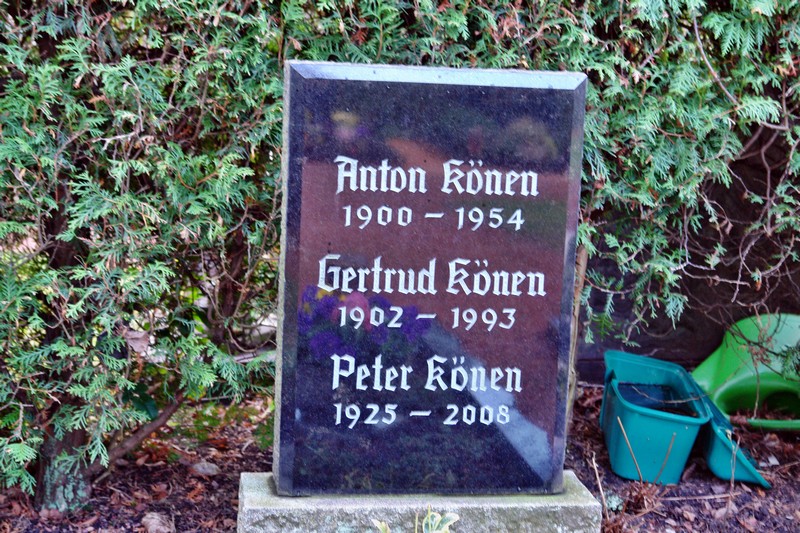 Anton Könen
1900 – 1954
Gertrud Könen
1902 – 1993
Peter Könen
1925 – 2008